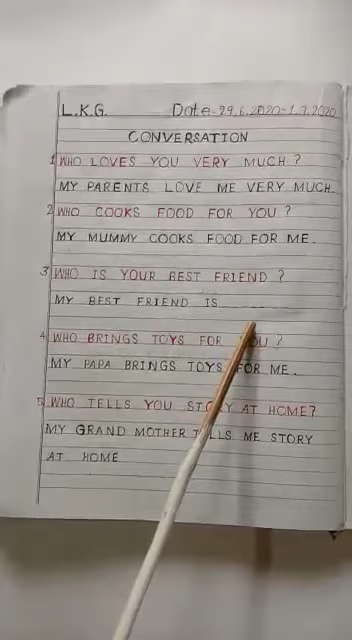 L.K.G. Date-29.6.2020-1.7.2020
CONVERSATION
1 WHO LOVES YOU VERY MUCH ?
MY PARENTS LOVE ME VERY MUCH.
2 WHO COOKS FOOD FOR YOU ?
MY MUMMY COOKS FOOD FOR ME.
3 WHO IS YOUR BEST FRIEND ?
MY BEST FRIEND IS
4 WHO BRINGS TOYS FOR YOU ?
MY PAPA BRINGS TOYS FOR ME.
5 WHO TELLS YOU STORY AT HOME?
MY GRAND MOTHER TELLS ME STORY
AT HOME